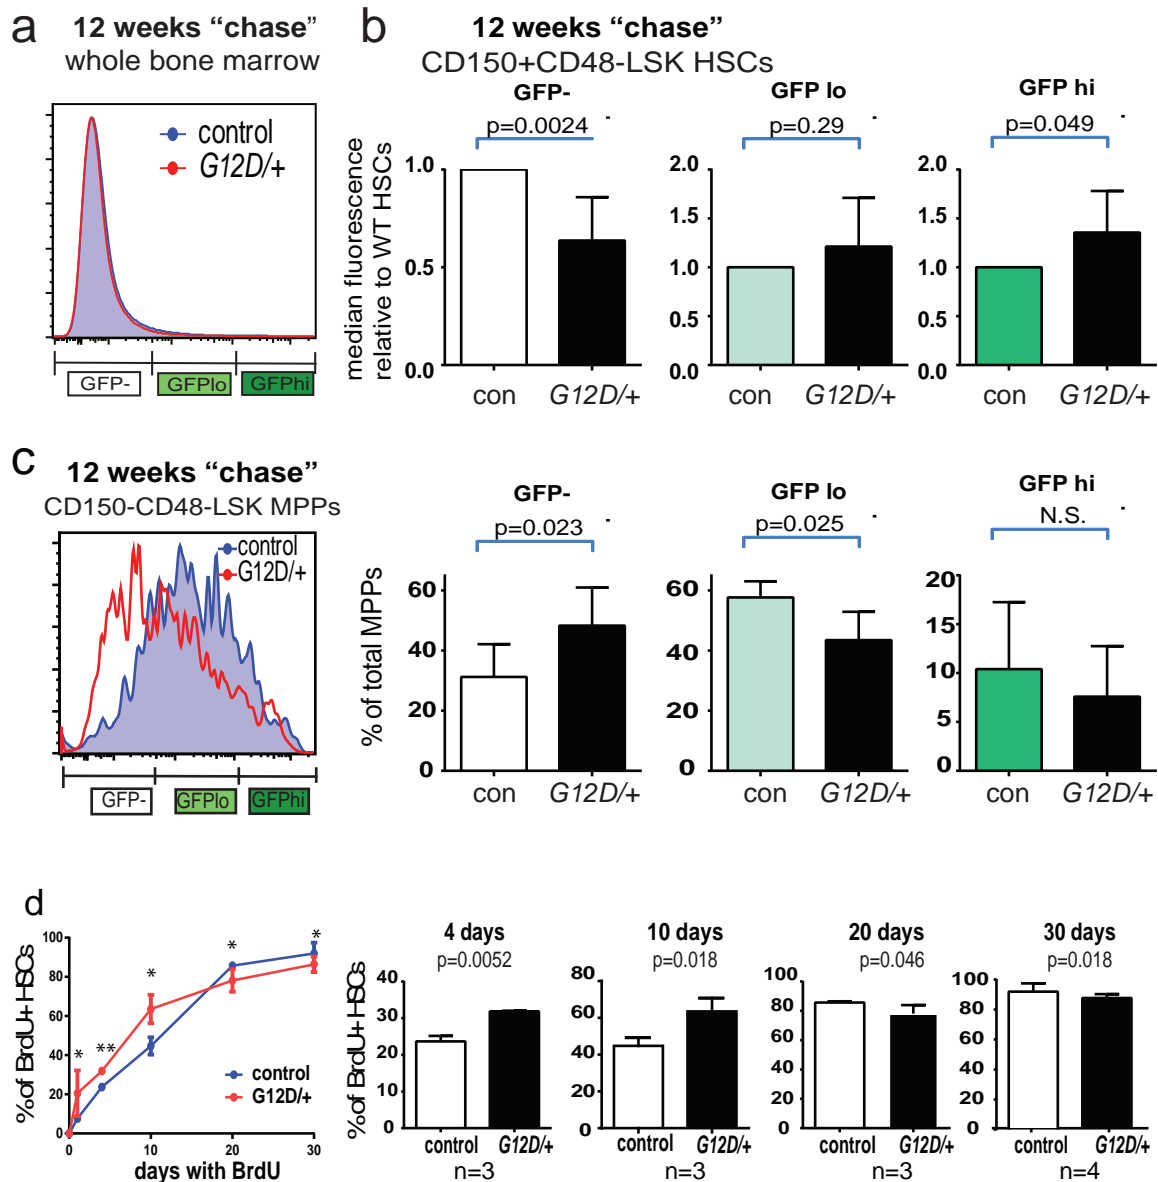 a
12 weeks “chase”
whole bone marrow
control
G12D/+
GFP-
GFPlo
GFPhi
b
12 weeks “chase”
CD150+CD48-LSK HSCs
median fluorescence
relative to WT HSCs
GFP-
p=0.0024
1.0
0.5
0.0
con
G12D/+
GFP lo
p=0.29
2.0
1.5
1.0
0.5
0.0
con
G12D/+
GFP hi
p=0.049
2.0
1.5
1.0
0.5
0.0
con
G12D/+
c
12 weeks “chase”
CD150-CD48-LSK MPPs
control
G12D/+
GFP-
GFPlo
GFPhi
% of total MPPs
GFP-
p=0.023
60
40
20
0
con
G12D/+
GFP lo
p=0.025
60
40
20
0
con
G12D/+
GFP hi
N.S.
20
15
10
5
0
con
G12D/+
d
% of BrdU+ HSCs
100
80
60
40
20
0
*
**
*
*
*
control
G12D/+
0
10
20
30
days with BrdU
% of BrdU+ HSCs
4 days
p=0.0052
40
30
20
10
0
control
G12D/+
n=3
10 days
p=0.018
80
60
40
20
0
control
G12D/+
n=3
20 days
p=0.046
100
80
60
40
20
0
control
G12D/+
n=3
30 days
p=0.018
100
80
60
40
20
0
control
G12D/+
n=4